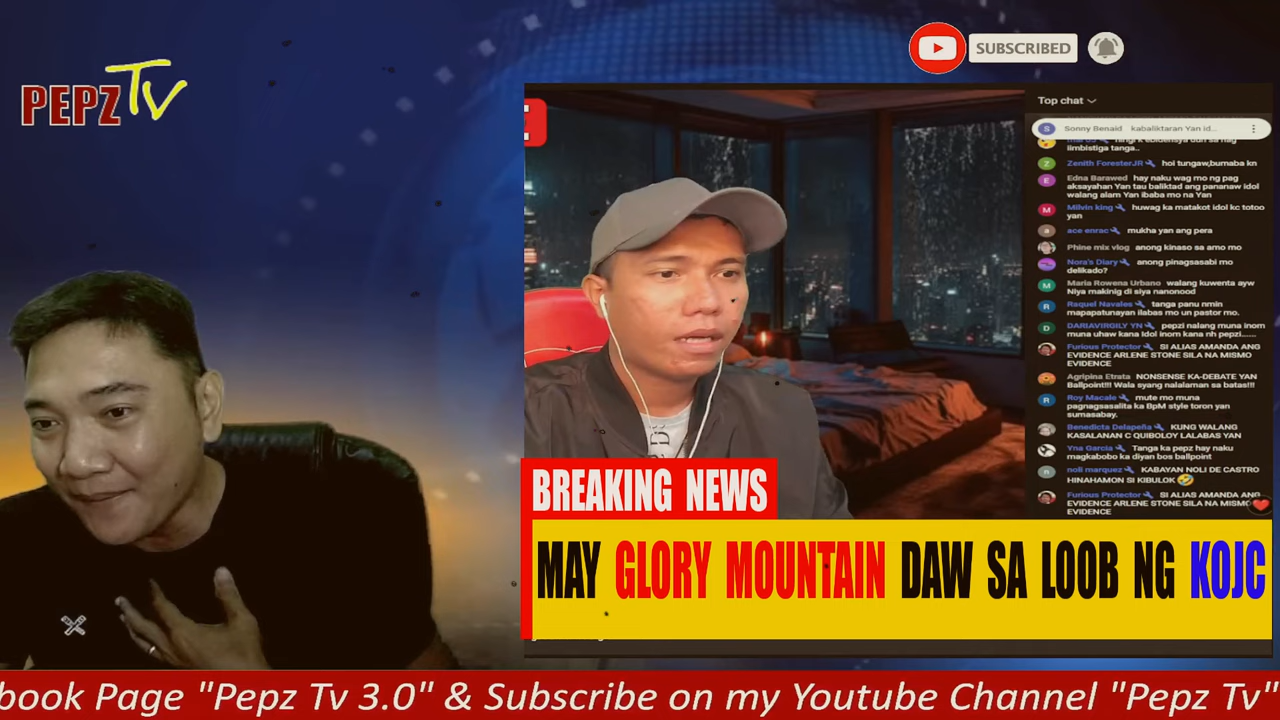 PEPZ TV
SUBSCRIBED
Top chat
Sonny Benaid kabaliktaran Yan id...
limbistiga tanga..
Zenith ForesterJR hoi tungaw,bumaba kn
Edna Barawed hay naku wag mo ng pag
aksayahan Yan tau baliktad ang pananaw idol
walang alam Yan ibaba mo na Yan
Milvin king huwag ka matakot idol kc totoo
yan
ace enrac mukha yan ang pera
Phine mix vlog anong kinaso sa amo mo
Nora's Diary anong pinagsasabi mo
delikado?
Maria Rowena Urbano walang kuwenta ayw
Niya makinig di siya nanonood
Raquel Navales tanga panu nmin
mapapatunayan ilabas mo un pastor mo.
DARIAVIRGILY YN pepzi nalang muna inom
muna uhaw kana Idol inom kana nh pepzi......
Furious Protector SI ALIAS AMANDA ANG
EVIDENCE ARLENE STONE SILA NA MISMO
EVIDENCE
Agripina Etrata NONSENSE KA-DEBATE YAN
Ballpoint!!! Wala syang nalalaman sa batas!!!
Roy Macale mute mo muna
pagnagsasalita ka BpM style toron yan
sumasabay.
Benedicta Delapeña KUNG WALANG
KASALANAN C QUIBOLOY LALABAS YAN
Yna Garcia Tanga ka pepz hay naku
magkabobo ka diyan bos ballpoint
noli marquez KABAYAN NOLI DE CASTRO
HINAHAMON SI KIBULOK 🤣
Furious Protector SI ALIAS AMANDA ANG
EVIDENCE ARLENE STONE SILA NA MISMO
EVIDENCE
BREAKING NEWS
MAY GLORY MOUNTAIN DAW SA LOOB NG KOJC
book Page "Pepz Tv 3.0" & Subscribe on my Youtube Channel "Pepz Tv"